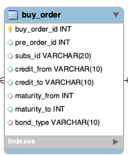 buy_order
buy_order_id INT
pre_order_id INT
subs_id VARCHAR(20)
credit_from VARCHAR(10)
credit_to VARCHAR(10)
maturity_from INT
maturity_to INT
bond_type VARCHAR(10)
Indexes